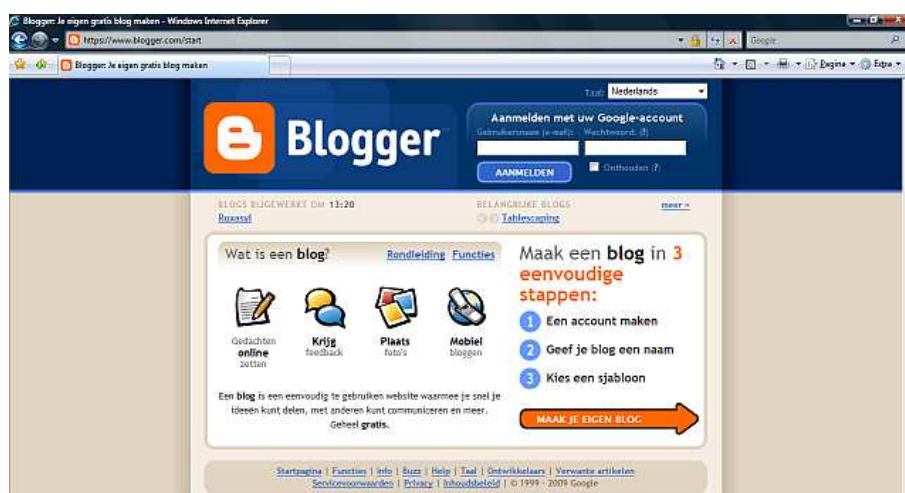 Blogger: Je eigen gratis blog maken - Windows Internet Explorer
https://www.blogger.com/start
Google
Blogger: Je eigen gratis blog maken
Pagina
Extra
Taal: Nederlands
Blogger
Aanmelden met uw Google-account
Gebruikersnaam (e-mail): Wachtwoord: (?)
AANMELDEN
Onthouden (?)
BLOGS BIJGEWERKT OM 13:20
Ruxasyl
BELANGRIJKE BLOGS
meer »
Tablescaping
Wat is een blog?
Rondleiding Functies
Gedachten online zetten
Krijg feedback
Plaats foto's
Mobiel bloggen
Een blog is een eenvoudig te gebruiken website waarmee je snel je
ideeën kunt delen, met anderen kunt communiceren en meer.
Geheel gratis.
Maak een blog in 3
eenvoudige
stappen:
1 Een account maken
2 Geef je blog een naam
3 Kies een sjabloon
MAAK JE EIGEN BLOG
Startpagina | Functies | Info | Buzz | Help | Taal | Ontwikkelaars | Verwante artikelen
Servicevoorwaarden | Privacy | Inhoudsbeleid | © 1999 - 2009 Google